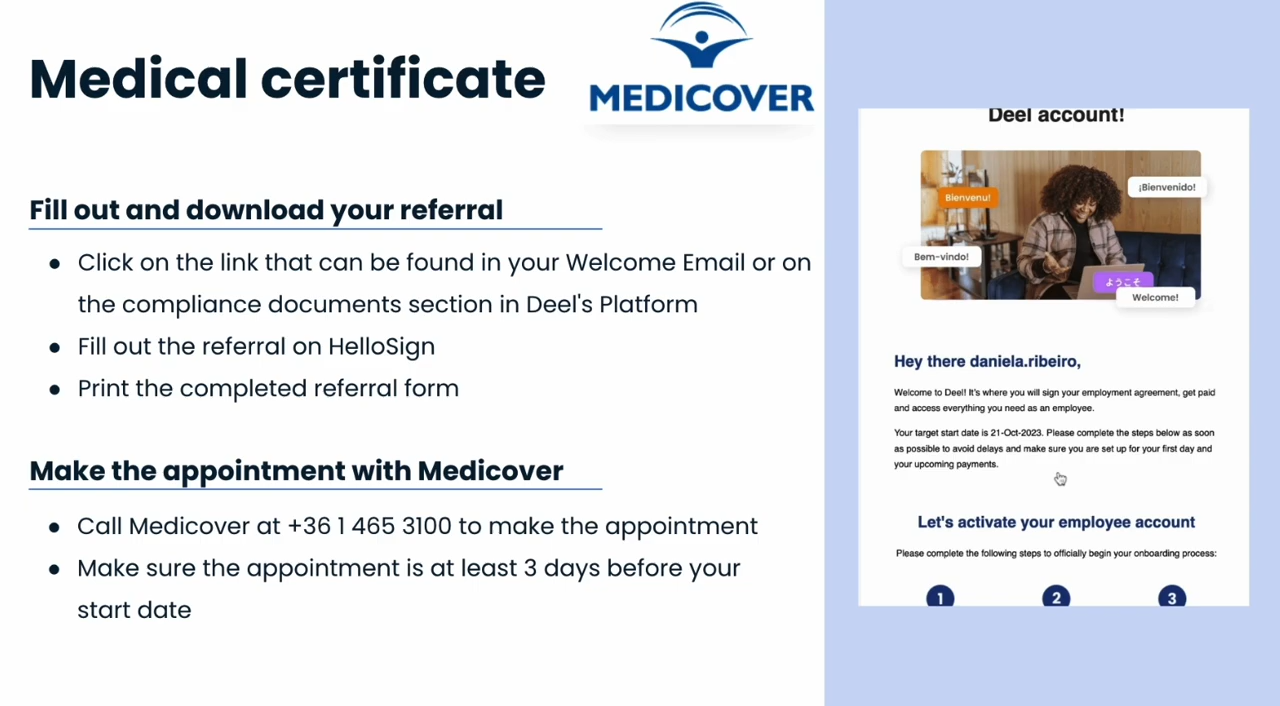 Medical certificate
MEDICOVER
Fill out and download your referral
● Click on the link that can be found in your Welcome Email or on
the compliance documents section in Deel's Platform
● Fill out the referral on HelloSign
● Print the completed referral form
Make the appointment with Medicover
● Call Medicover at +36 1 465 3100 to make the appointment
● Make sure the appointment is at least 3 days before your
start date
Deel account!
Bienvenu!
¡Bienvenido!
Bem-vindo!
ようこそ
Welcome!
Hey there daniela.ribeiro,
Welcome to Deel! It's where you will sign your employment agreement, get paid
and access everything you need as an employee.
Your target start date is 21-Oct-2023. Please complete the steps below as soon
as possible to avoid delays and make sure you are set up for your first day and
your upcoming payments.
Let's activate your employee account
Please complete the following steps to officially begin your onboarding process:
1 2 3